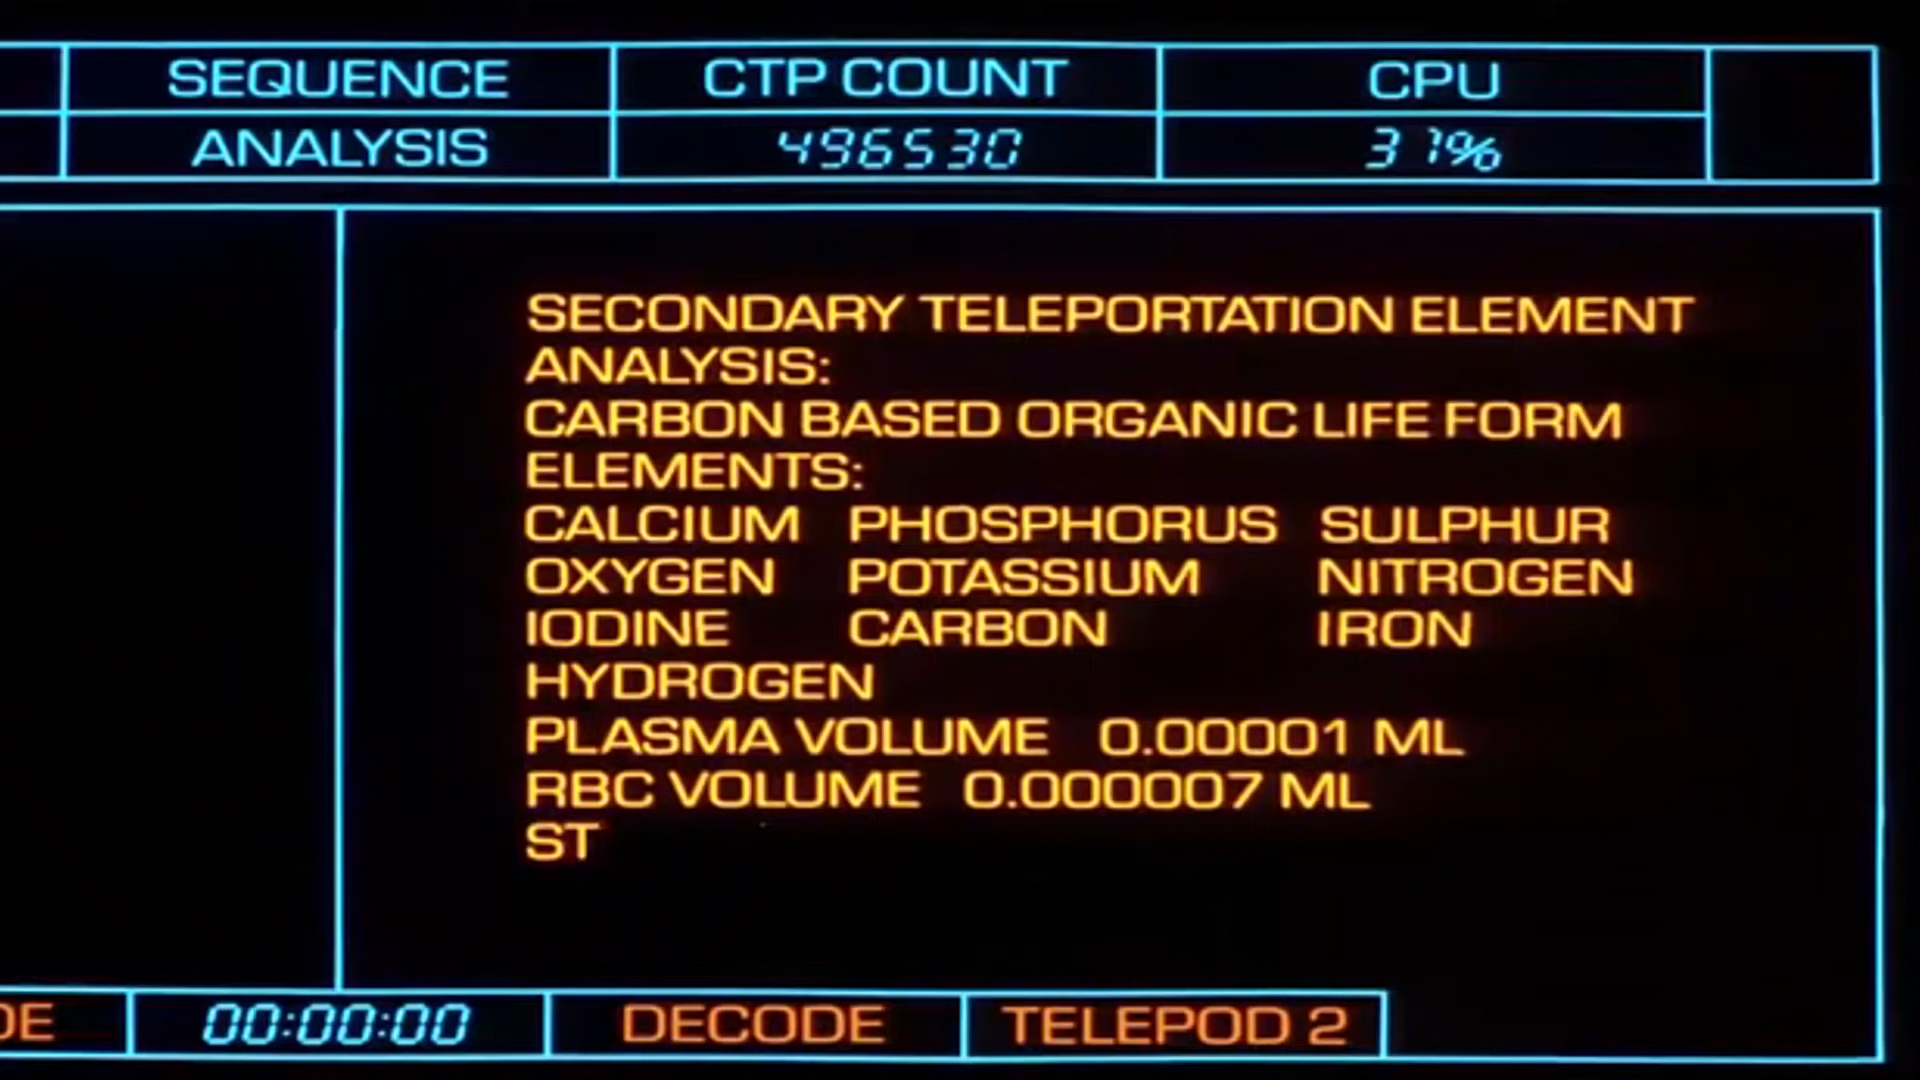 SEQUENCE CTP COUNT CPU
ANALYSIS 496530 31%
SECONDARY TELEPORTATION ELEMENT
ANALYSIS:
CARBON BASED ORGANIC LIFE FORM
ELEMENTS:
CALCIUM PHOSPHORUS SULPHUR
OXYGEN POTASSIUM NITROGEN
IODINE CARBON IRON
HYDROGEN
PLASMA VOLUME 0.00001 ML
RBC VOLUME 0.000007 ML
ST
DE 00:00:00 DECODE TELEPOD 2